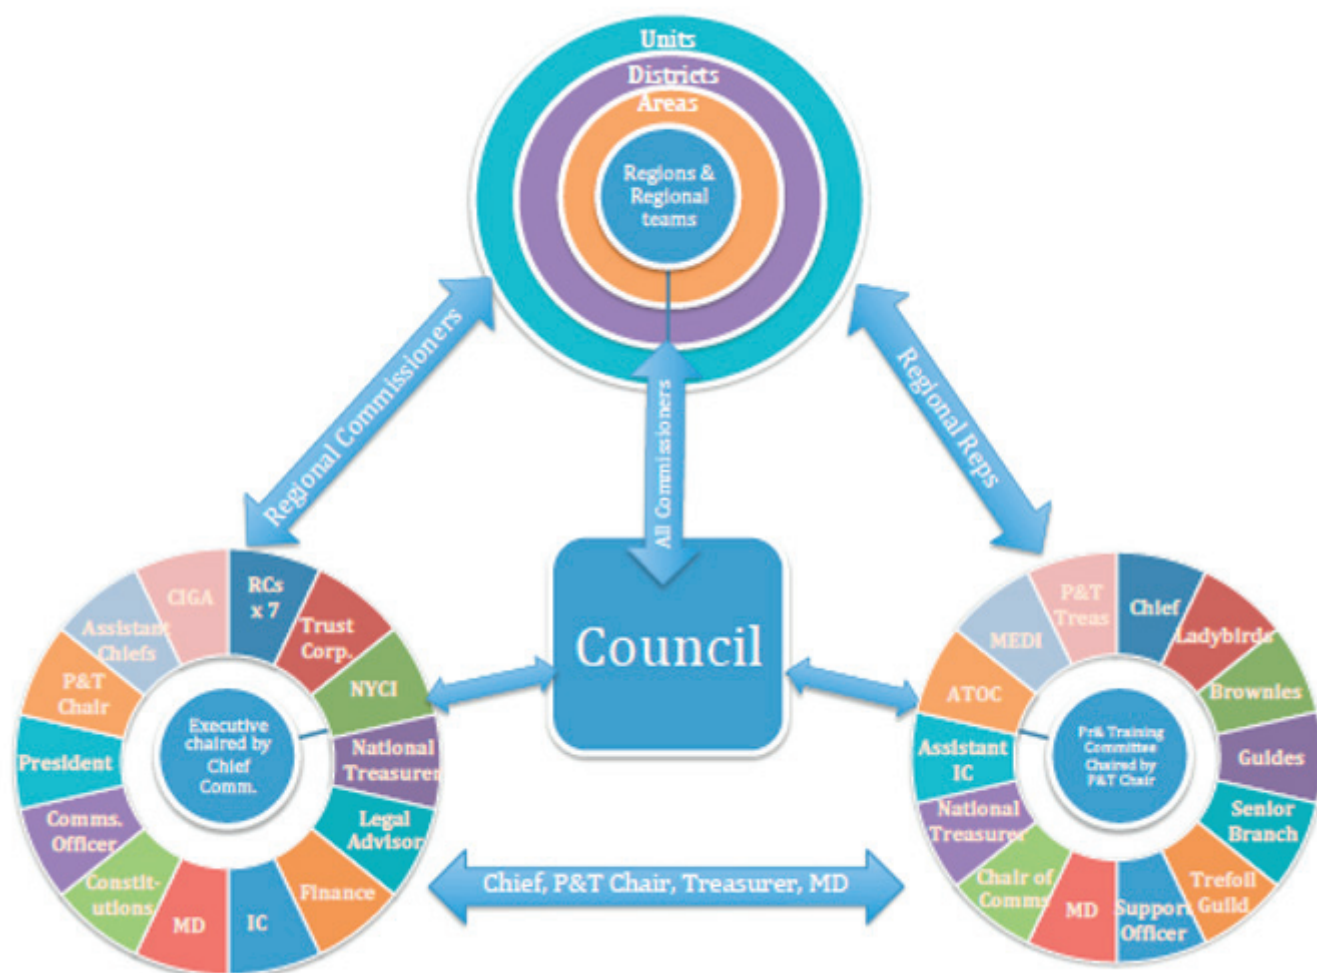 Units
Districts
Areas
Regions &
Regional
teams
Regional Commissioners
All Commissioners
Regional Reps
Council
RCs
x 7
Trust
Corp.
NYCI
National
Treasurer
Legal
Advisor
Finance
IC
MD
Constit-
utions
Comms.
Officer
President
P&T
Chair
Assistant
Chiefs
CIGA
Executive
chaired by
Chief
Comm.
Chief
Ladybirds
Brownies
Guides
Senior
Branch
Trefoil
Guild
Support
Officer
MD
Chair of
Comms
National
Treasurer
Assistant
IC
ATOC
MEDI
P&T
Treas
Pr& Training
Committee
Chaired by
P&T Chair
Chief, P&T Chair, Treasurer, MD